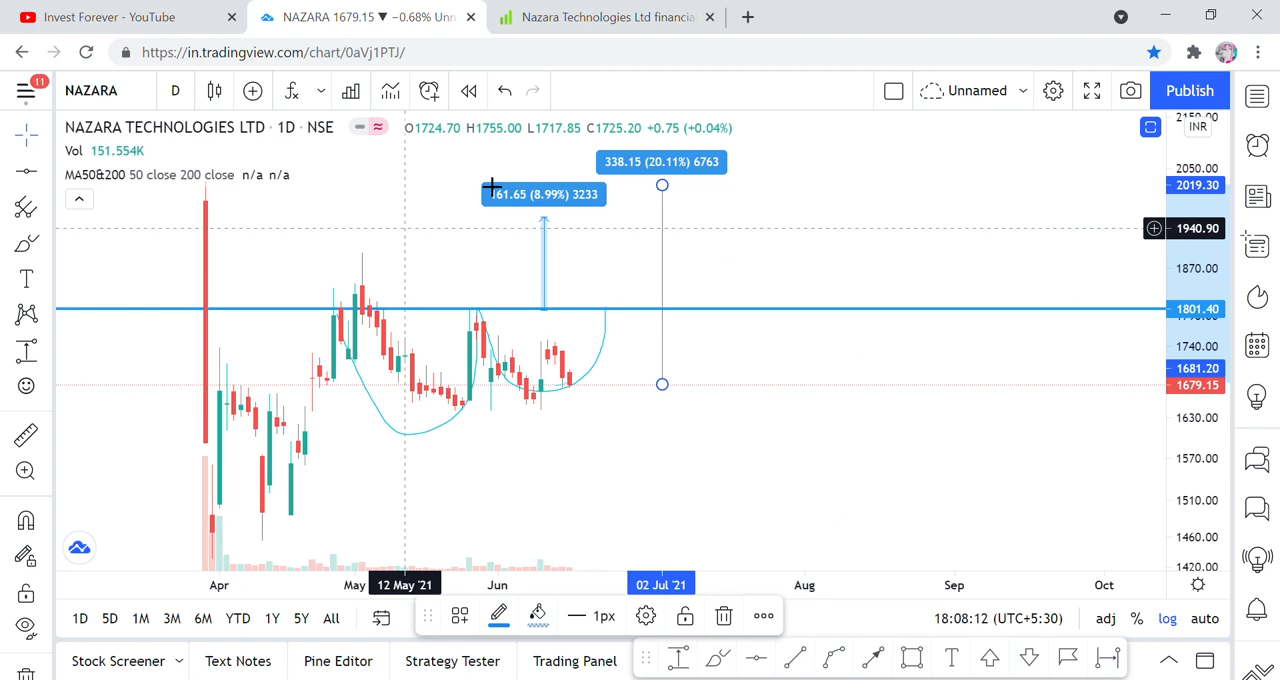 Invest Forever - YouTube
NAZARA 1679.15 ▼ −0.68% Unn
Nazara Technologies Ltd financia
https://in.tradingview.com/chart/0aVj1PTJ/
11
NAZARA
D
Unnamed
Publish
NAZARA TECHNOLOGIES LTD · 1D · NSE
O1724.70 H1755.00 L1717.85 C1725.20 +0.75 (+0.04%)
INR
Vol 151.554K
MA50&200 50 close 200 close n/a n/a
338.15 (20.11%) 6763
161.65 (8.99%) 3233
2150.00
2050.00
2019.30
1940.90
1870.00
1801.40
1740.00
1681.20
1679.15
1630.00
1570.00
1510.00
1460.00
1420.00
Apr
May
12 May '21
Jun
02 Jul '21
Aug
Sep
Oct
1D 5D 1M 3M 6M YTD 1Y 5Y All
1px
18:08:12 (UTC+5:30)
adj % log auto
Stock Screener
Text Notes
Pine Editor
Strategy Tester
Trading Panel